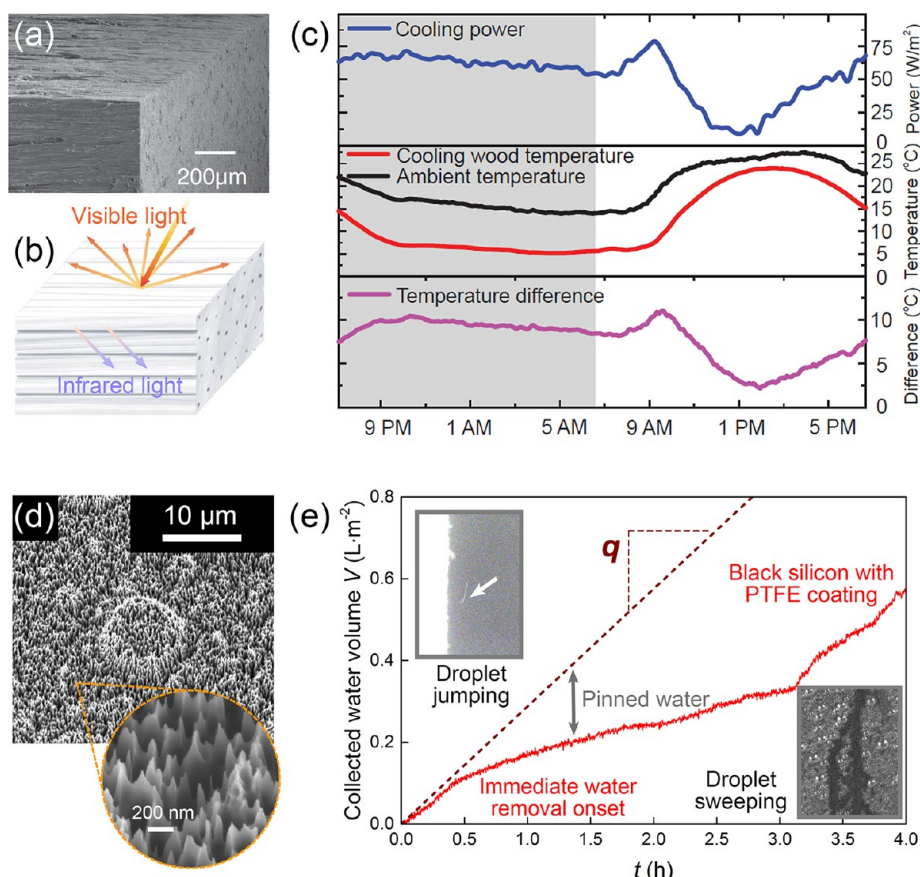 (a)
200μm
Visible light
(b)
Infrared light
(c)
Cooling power
75
50
25
0
Power (W/m²)
Cooling wood temperature
Ambient temperature
25
20
15
10
5
0
Temperature (°C)
Temperature difference
10
5
0
Difference (°C)
9 PM
1 AM
5 AM
9 AM
1 PM
5 PM
(d)
10 μm
200 nm
(e)
Collected water volume V (L·m⁻²)
0.8
0.6
0.4
0.2
0.0
q
Black silicon with
PTFE coating
Droplet
jumping
Pinned water
Immediate water
removal onset
Droplet
sweeping
0.0
0.5
1.0
1.5
2.0
2.5
3.0
3.5
4.0
t (h)